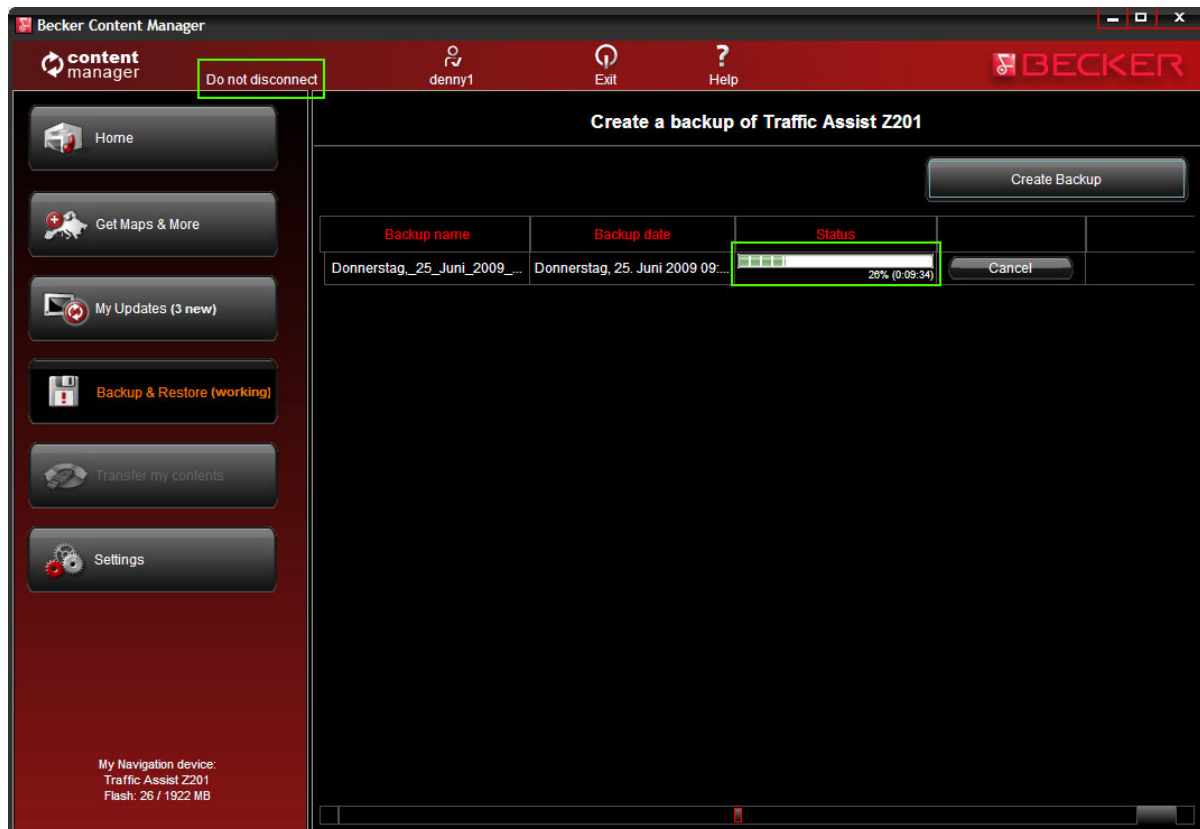 Becker Content Manager
content
manager
Do not disconnect
denny1
Exit
?
Help
BECKER
Home
Get Maps & More
My Updates (3 new)
Backup & Restore (working)
Transfer my contents
Settings
My Navigation device:
Traffic Assist Z201
Flash: 26 / 1922 MB
Create a backup of Traffic Assist Z201
Create Backup
Backup name Backup date Status
Donnerstag,_25_Juni_2009_... Donnerstag, 25. Juni 2009 09:... 26% (0:09:34) Cancel